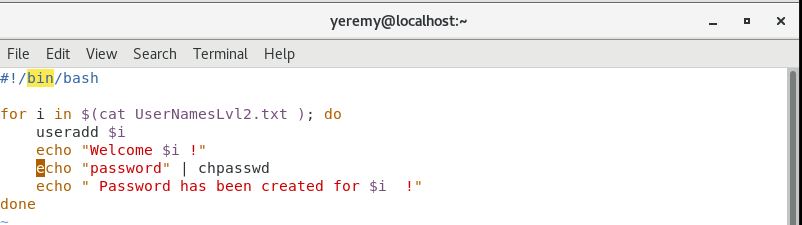 yeremy@localhost:~
File Edit View Search Terminal Help
#!/bin/bash
for i in $(cat UserNamesLvl2.txt ); do
    useradd $i
    echo "Welcome $i !"
    echo "password" | chpasswd
    echo " Password has been created for $i  !"
done
~